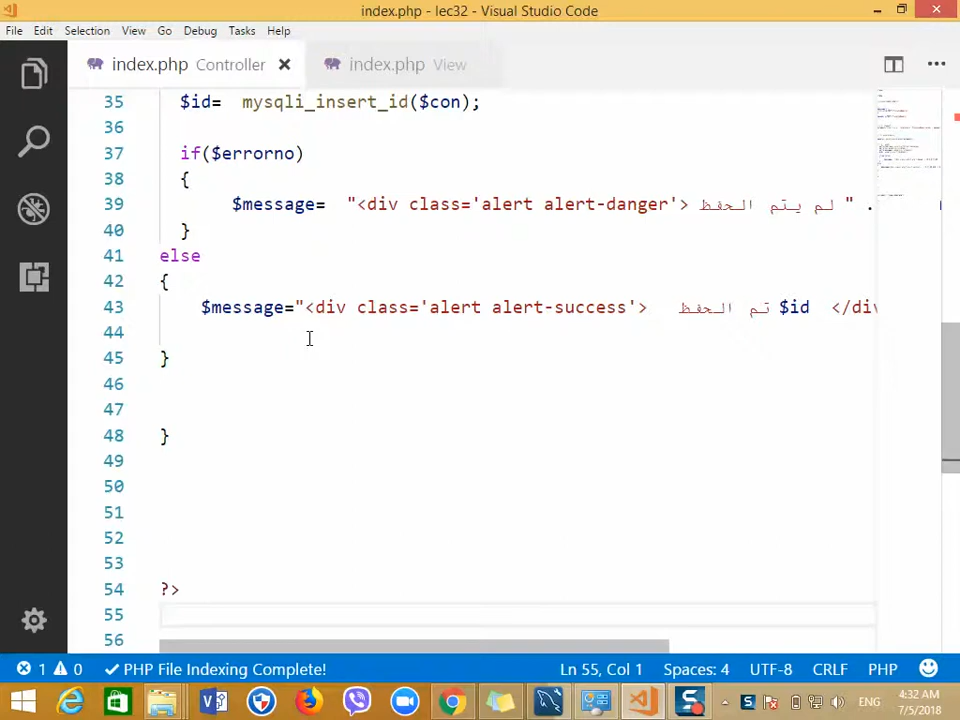 index.php - lec32 - Visual Studio Code
File Edit Selection View Go Debug Tasks Help
index.php Controller index.php View
35 $id= mysqli_insert_id($con);
36
37 if($errorno)
38 {
39 $message= "<div class='alert alert-danger'> لم يتم الحفظ " .
40 }
41 else
42 {
43 $message="<div class='alert alert-success'> تم الحفظ $id </div
44
45 }
46
47
48 }
49
50
51
52
53
54 ?>
55
56
1 0 PHP File Indexing Complete! Ln 55, Col 1 Spaces: 4 UTF-8 CRLF PHP
ENG
4:32 AM
7/5/2018